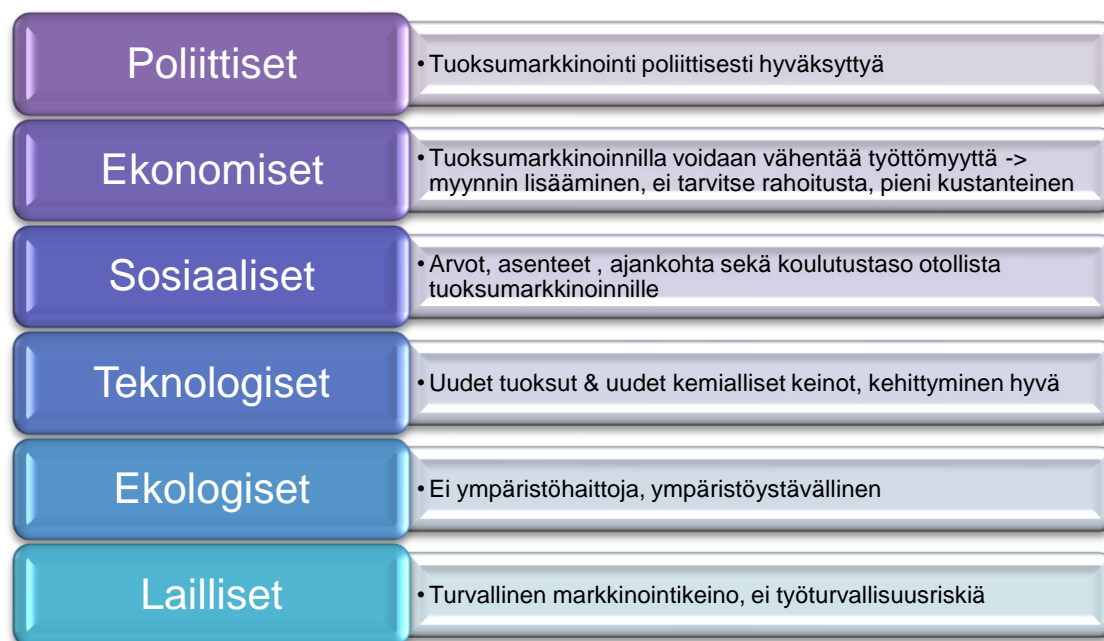 Poliittiset
• Tuoksumarkkinointi poliittisesti hyväksyttyä
Ekonomiset
• Tuoksumarkkinoinnilla voidaan vähentää työttömyyttä ->
myynnin lisääminen, ei tarvitse rahoitusta, pieni kustanteinen
Sosiaaliset
• Arvot, asenteet , ajankohta sekä koulutustaso otollista
tuoksumarkkinoinnille
Teknologiset
• Uudet tuoksut & uudet kemialliset keinot, kehittyminen hyvä
Ekologiset
• Ei ympäristöhaittoja, ympäristöystävällinen
Lailliset
• Turvallinen markkinointikeino, ei työturvallisuusriskiä